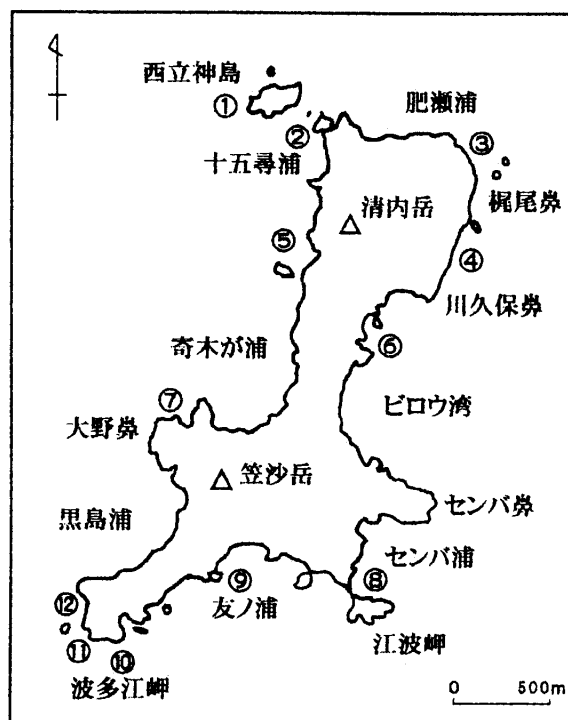 西立神島
①
肥瀬浦
②
③
十五尋浦
清内岳
梶尾鼻
⑤
④
川久保鼻
奇木が浦
⑥
⑦
ビロウ湾
大野鼻
笠沙岳
センバ鼻
黒島浦
センバ浦
⑨
⑧
友ノ浦
⑫
江波岬
⑪
⑩
波多江岬
0 500m